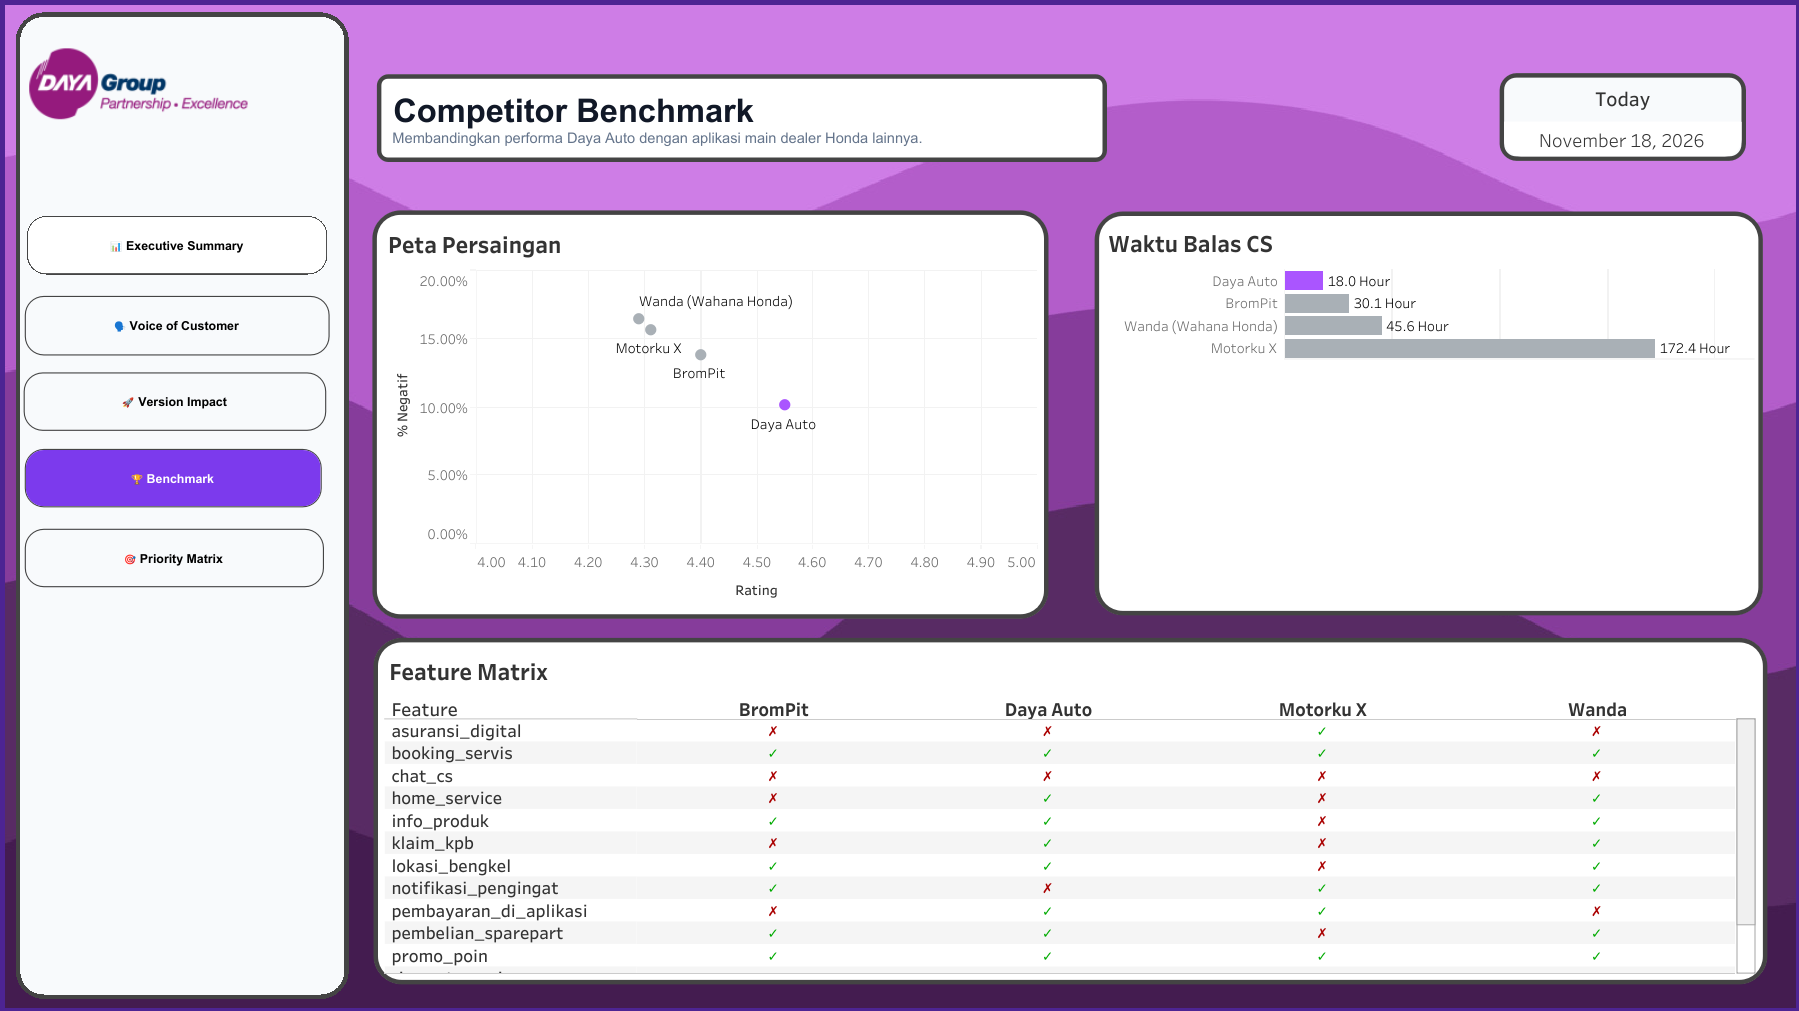 DAYA Group
Partnership • Excellence
📊 Executive Summary
🗣️ Voice of Customer
🚀 Version Impact
🏆 Benchmark
🎯 Priority Matrix
Competitor Benchmark
Membandingkan performa Daya Auto dengan aplikasi main dealer Honda lainnya.
Today
November 18, 2026
Peta Persaingan
% Negatif
20.00%
15.00%
10.00%
5.00%
0.00%
Wanda (Wahana Honda)
Motorku X
BromPit
Daya Auto
4.00 4.10 4.20 4.30 4.40 4.50 4.60 4.70 4.80 4.90 5.00
Rating
Waktu Balas CS
Daya Auto 18.0 Hour
BromPit 30.1 Hour
Wanda (Wahana Honda) 45.6 Hour
Motorku X 172.4 Hour
Feature Matrix
Feature BromPit Daya Auto Motorku X Wanda
asuransi_digital ✗ ✗ ✓ ✗
booking_servis ✓ ✓ ✓ ✓
chat_cs ✗ ✗ ✗ ✗
home_service ✗ ✓ ✗ ✓
info_produk ✓ ✓ ✗ ✓
klaim_kpb ✗ ✓ ✗ ✓
lokasi_bengkel ✓ ✓ ✗ ✓
notifikasi_pengingat ✓ ✗ ✓ ✓
pembayaran_di_aplikasi ✗ ✓ ✓ ✗
pembelian_sparepart ✓ ✓ ✗ ✓
promo_poin ✓ ✓ ✓ ✓